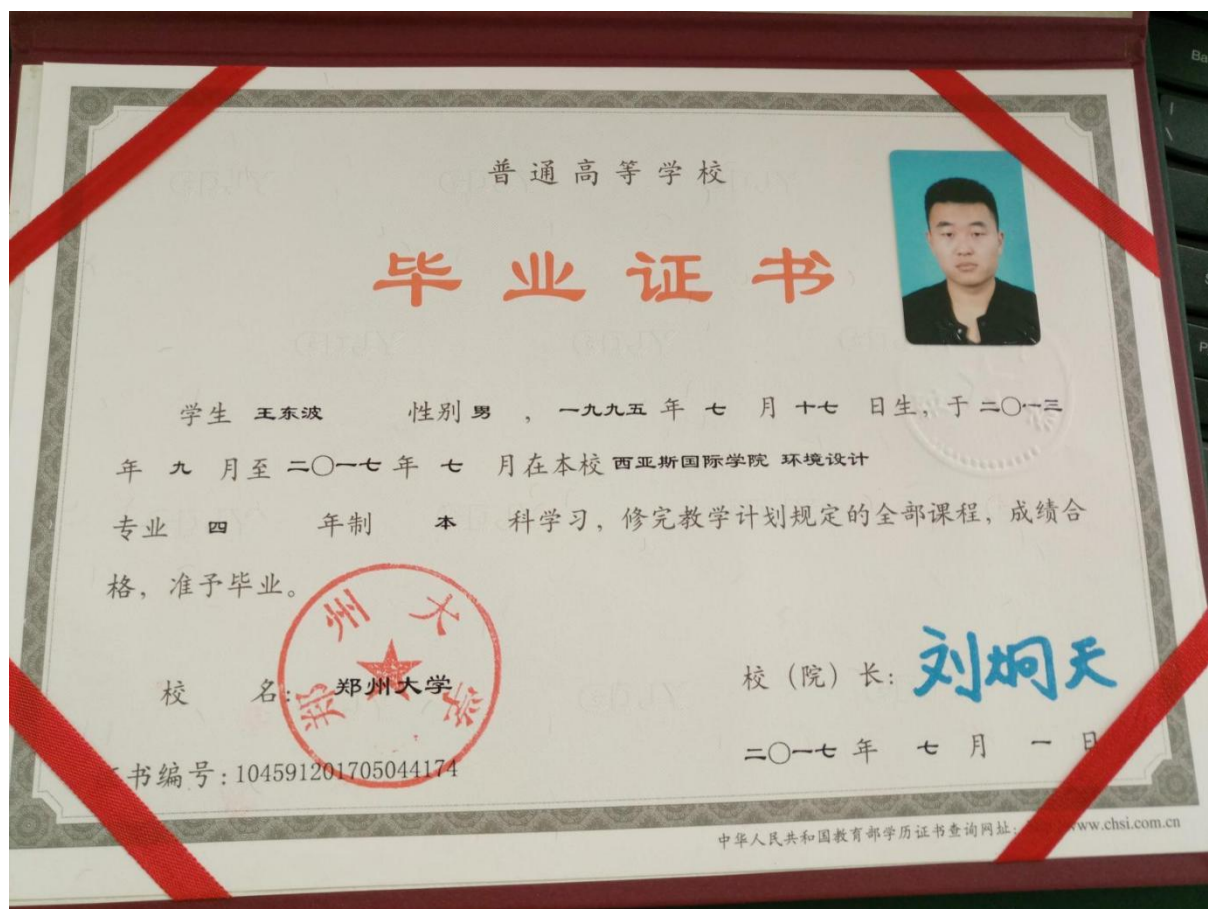 普通高等学校
毕业证书
学生 王东波 性别 男 ， 一九九五 年 七 月 十七 日生，于 二〇一三
年 九 月至 二〇一七 年 七 月在本校 西亚斯国际学院 环境设计
专业 四 年制 本 科学习，修完教学计划规定的全部课程，成绩合
格，准予毕业。
郑州大学
校 名：郑州大学
校（院）长：刘炯天
二〇一七 年 七 月 一 日
书编号：104591201705044174
中华人民共和国教育部学历证书查询网址：www.chsi.com.cn